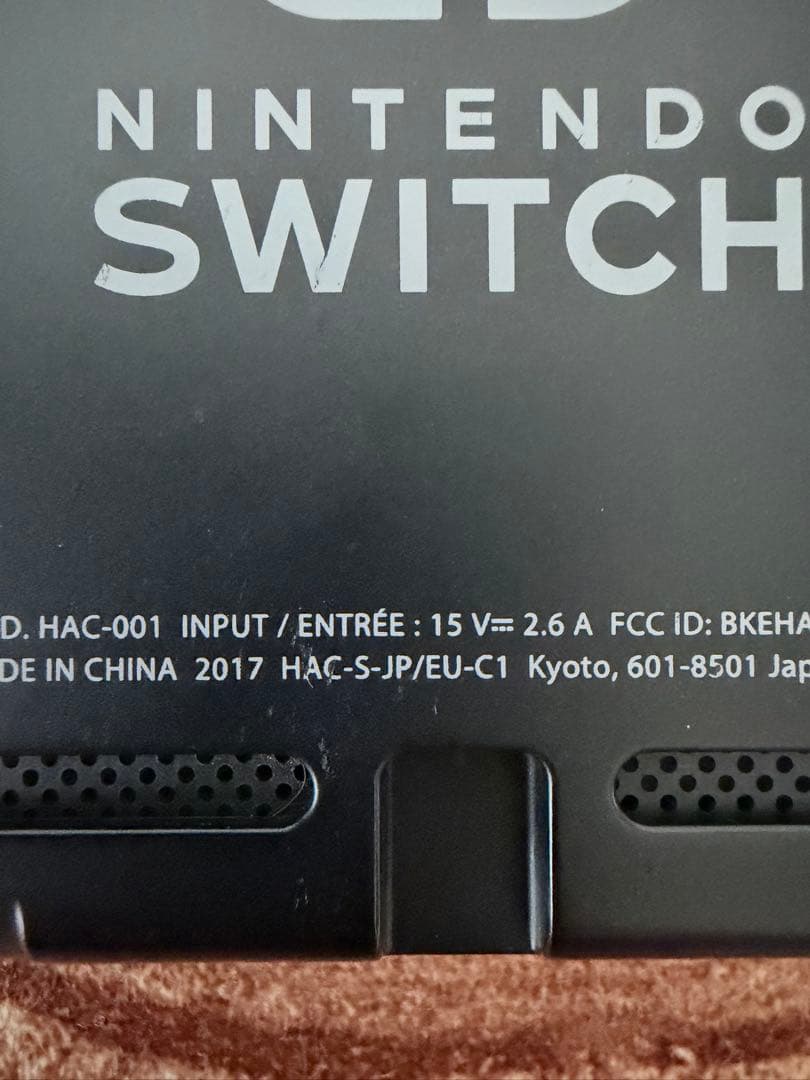 NINTENDO
SWITCH
D. HAC-001 INPUT / ENTRÉE : 15 V⎓ 2.6 A FCC ID: BKEHA
DE IN CHINA 2017 HAC-S-JP/EU-C1 Kyoto, 601-8501 Jap